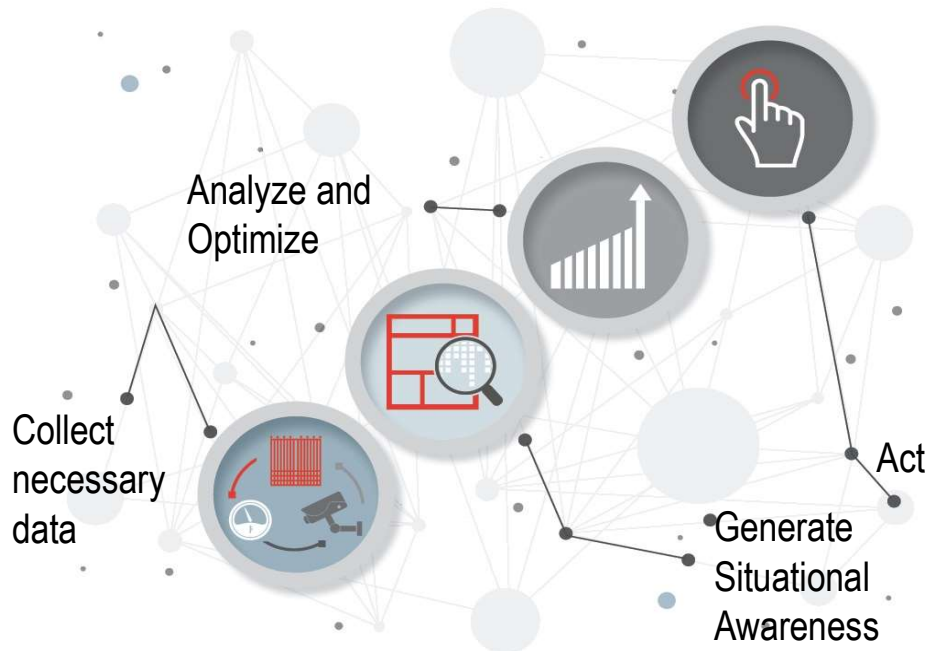 Analyze and
Optimize
Collect
necessary
data
Act
Generate
Situational
Awareness